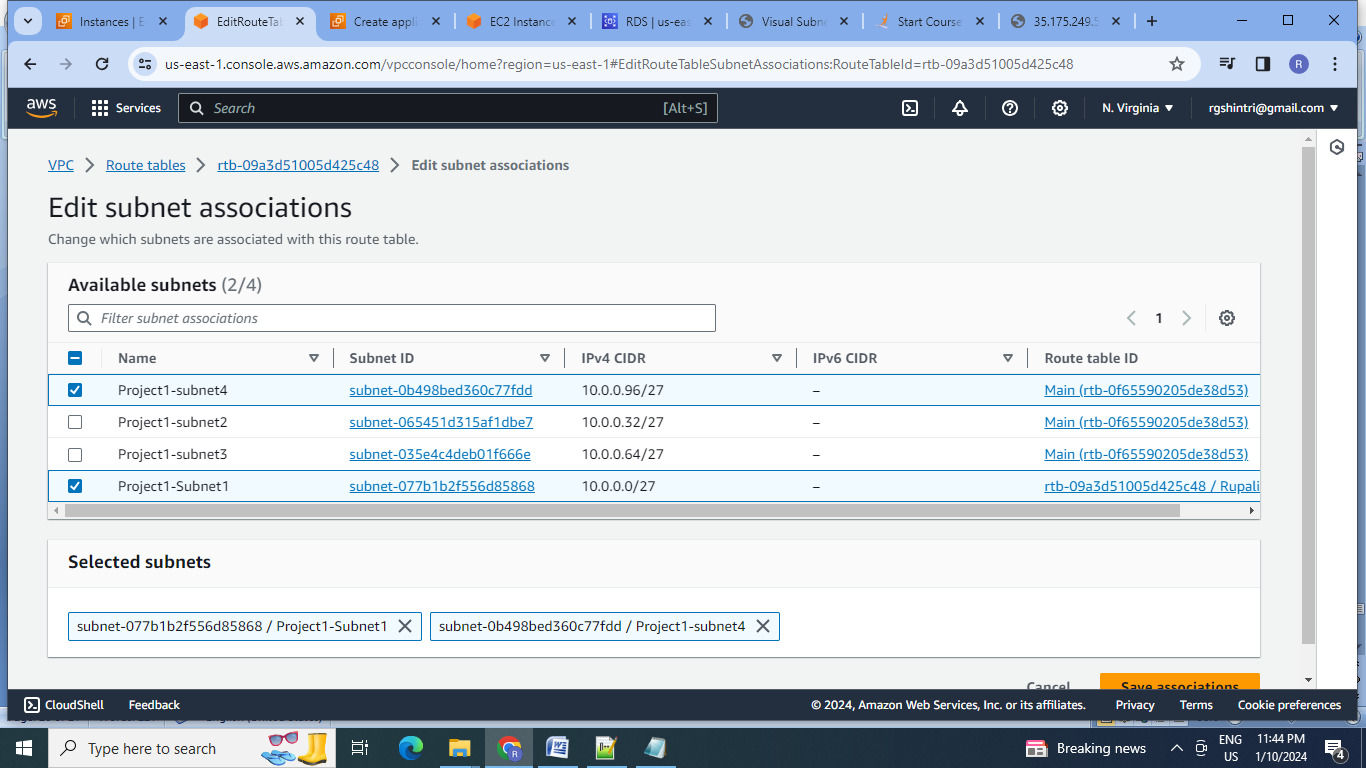 Instances | E
EditRouteTab
Create appli
EC2 Instance
RDS | us-eas
Visual Subne
Start Course
35.175.249.5
us-east-1.console.aws.amazon.com/vpcconsole/home?region=us-east-1#EditRouteTableSubnetAssociations:RouteTableId=rtb-09a3d51005d425c48
R
aws
Services
Search
[Alt+S]
N. Virginia
rgshintri@gmail.com
VPC
Route tables
rtb-09a3d51005d425c48
Edit subnet associations
Edit subnet associations
Change which subnets are associated with this route table.
Available subnets (2/4)
Filter subnet associations
1
Name Subnet ID IPv4 CIDR IPv6 CIDR Route table ID
Project1-subnet4 subnet-0b498bed360c77fdd 10.0.0.96/27 – Main (rtb-0f65590205de38d53)
Project1-subnet2 subnet-065451d315af1dbe7 10.0.0.32/27 – Main (rtb-0f65590205de38d53)
Project1-subnet3 subnet-035e4c4deb01f666e 10.0.0.64/27 – Main (rtb-0f65590205de38d53)
Project1-Subnet1 subnet-077b1b2f556d85868 10.0.0.0/27 – rtb-09a3d51005d425c48 / Rupali
Selected subnets
subnet-077b1b2f556d85868 / Project1-Subnet1
subnet-0b498bed360c77fdd / Project1-subnet4
Cancel
Save associations
CloudShell
Feedback
© 2024, Amazon Web Services, Inc. or its affiliates.
Privacy
Terms
Cookie preferences
Type here to search
Breaking news
ENG
US
11:44 PM
1/10/2024
4